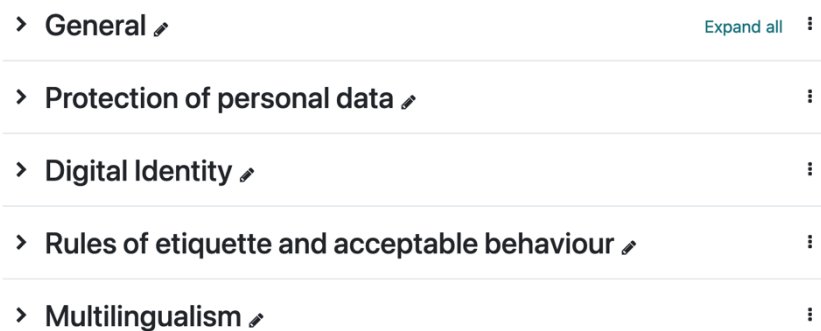 General
Expand all
Protection of personal data
Digital Identity
Rules of etiquette and acceptable behaviour
Multilingualism